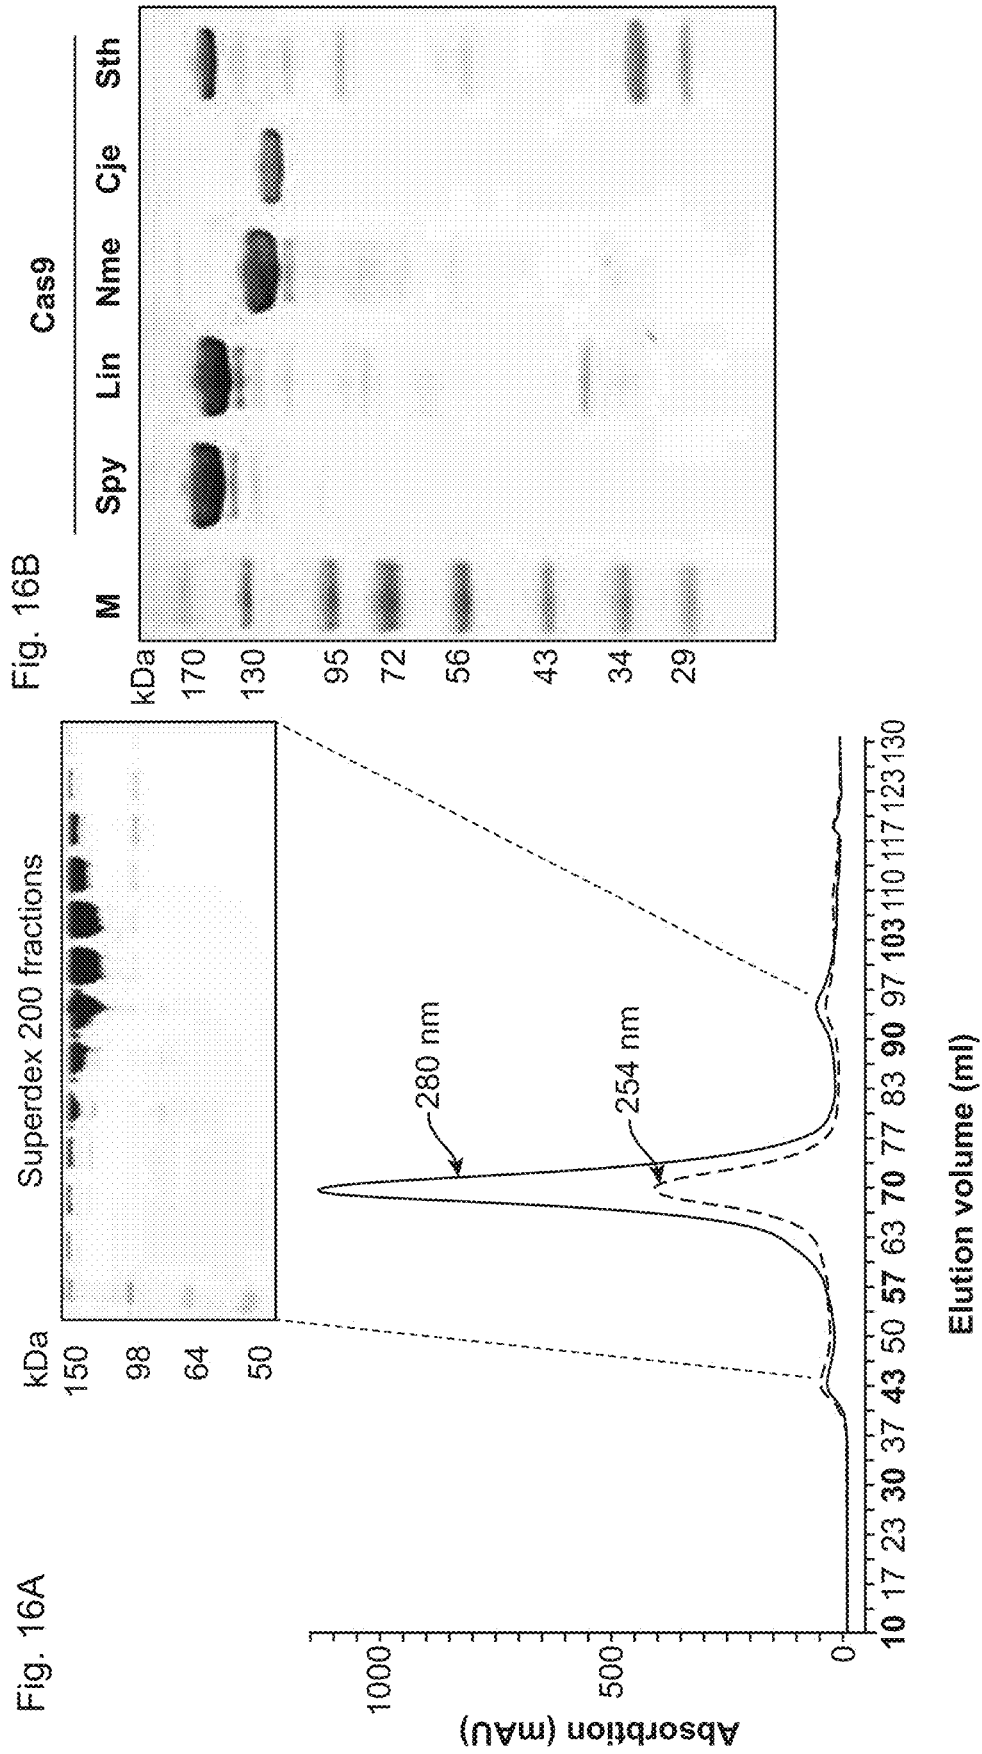 Fig. 16A
Superdex 200 fractions
kDa
150
98
64
50
280 nm
254 nm
1000
500
0
Absorbtion (mAU)
10 17 23 30 37 43 50 57 63 70 77 83 90 97 103 110 117 123 130
Elution volume (ml)
Fig. 16B
Cas9
M Spy Lin Nme Cje Sth
kDa
170
130
95
72
56
43
34
29